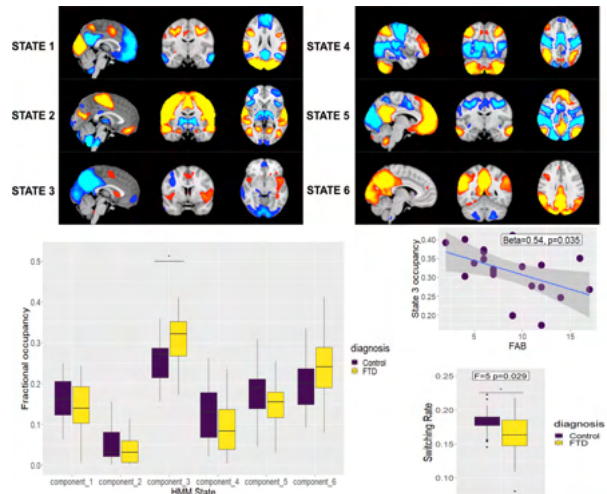 STATE 1
STATE 4
STATE 2
STATE 5
STATE 3
STATE 6
Fractional occupancy
0.5
0.4
0.3
0.2
0.1
0.0
component_1
component_2
component_3
component_4
component_5
component_6
HMM State
diagnosis
Control
FTD
State 3 occupancy
0.40
0.35
0.30
0.25
0.20
Beta=0.54, p=0.035
5
10
15
FAB
Switching Rate
F=5 p=0.029
0.20
0.15
0.10
diagnosis
Control
FTD